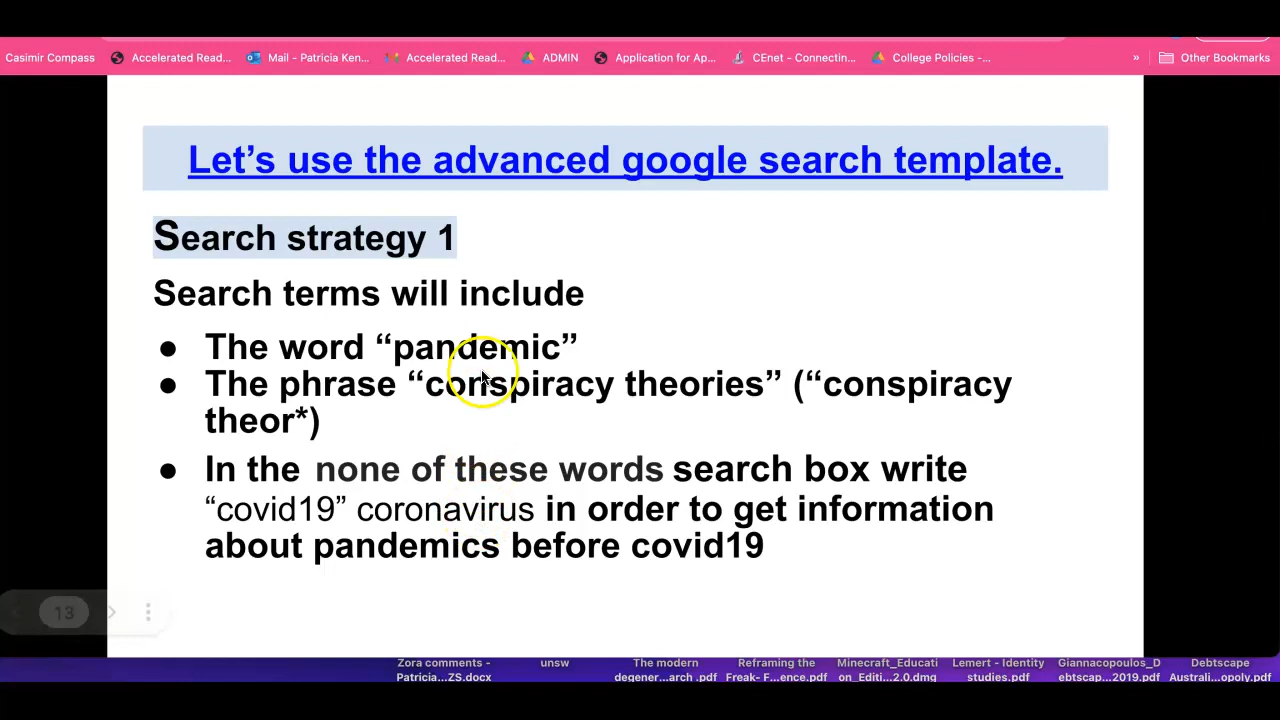 Casimir Compass Accelerated Read... Mail - Patricia Ken... Accelerated Read... ADMIN Application for Ap... CEnet - Connectin... College Policies -... » Other Bookmarks
Let’s use the advanced google search template.
Search strategy 1
Search terms will include
● The word “pandemic”
● The phrase “conspiracy theories” (“conspiracy
theor*)
● In the none of these words search box write
“covid19” coronavirus in order to get information
about pandemics before covid19
13
Zora comments - unsw The modern Reframing the Minecraft_Educati Lemert - Identity Giannacopoulos_D Debtscape
Patricia...ZS.docx degener...arch .pdf Freak- F...ence.pdf on_Editi...2.0.dmg studies.pdf ebtscap...2019.pdf Australi...opoly.pdf